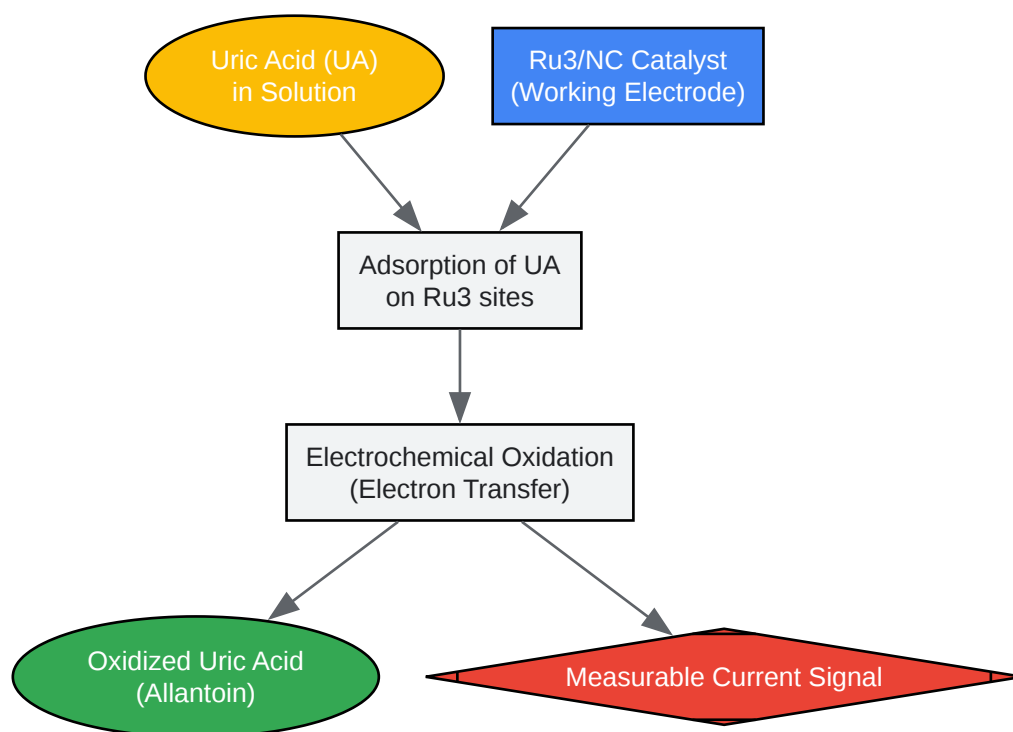 Uric Acid (UA)
in Solution
Ru3/NC Catalyst
(Working Electrode)
Adsorption of UA
on Ru3 sites
Electrochemical Oxidation
(Electron Transfer)
Oxidized Uric Acid
(Allantoin)
Measurable Current Signal